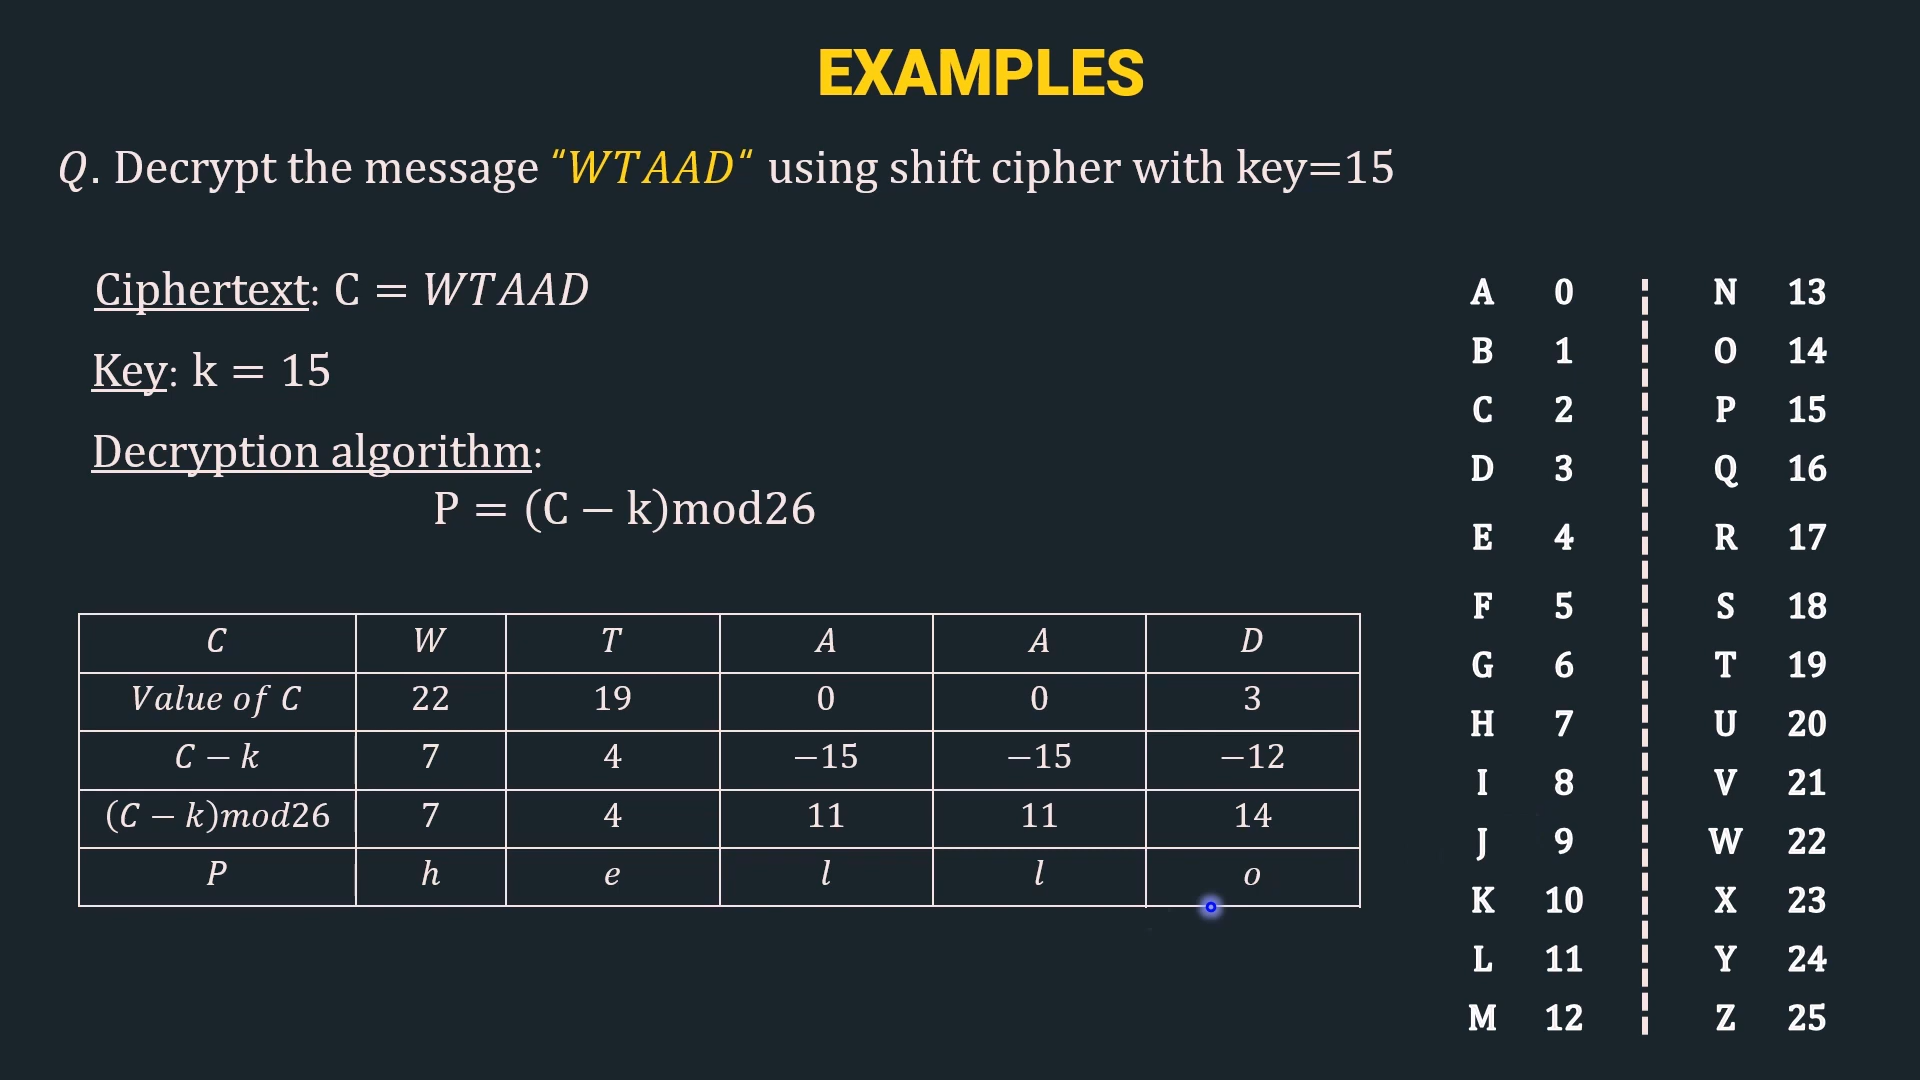 EXAMPLES
Q. Decrypt the message “WTAAD“ using shift cipher with key=15
Ciphertext: C = WTAAD
Key: k = 15
Decryption algorithm:
P = (C − k)mod26
C W T A A D
Value of C 22 19 0 0 3
C − k 7 4 −15 −15 −12
(C − k)mod26 7 4 11 11 14
P h e l l o
A 0 N 13
B 1 O 14
C 2 P 15
D 3 Q 16
E 4 R 17
F 5 S 18
G 6 T 19
H 7 U 20
I 8 V 21
J 9 W 22
K 10 X 23
L 11 Y 24
M 12 Z 25